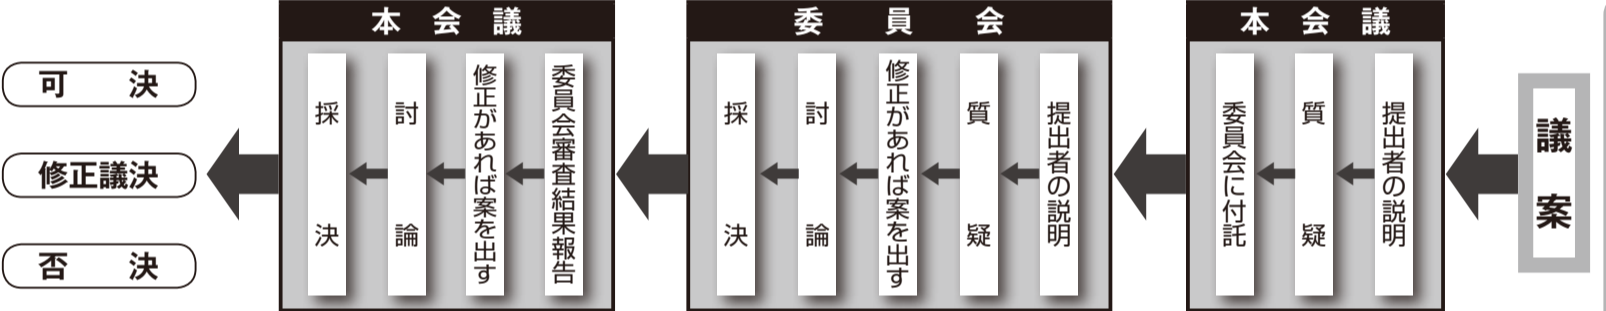 議案
本会議
提出者の説明
質疑
委員会に付託
委員会
提出者の説明
質疑
修正があれば案を出す
討論
採決
本会議
委員会審査結果報告
修正があれば案を出す
討論
採決
可決
修正議決
否決